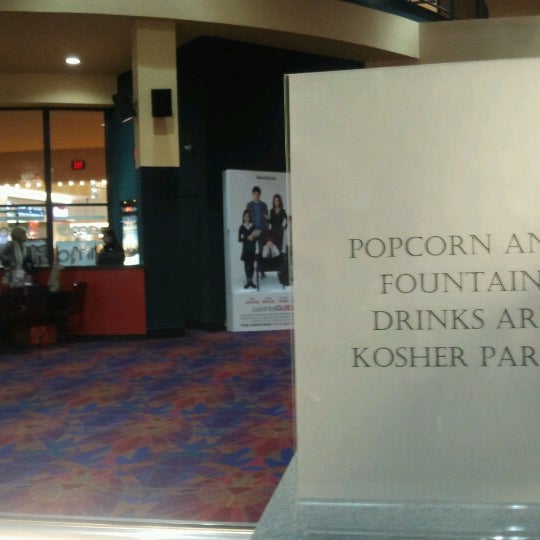 POPCORN AN
FOUNTAIN
DRINKS AR
KOSHER PAR